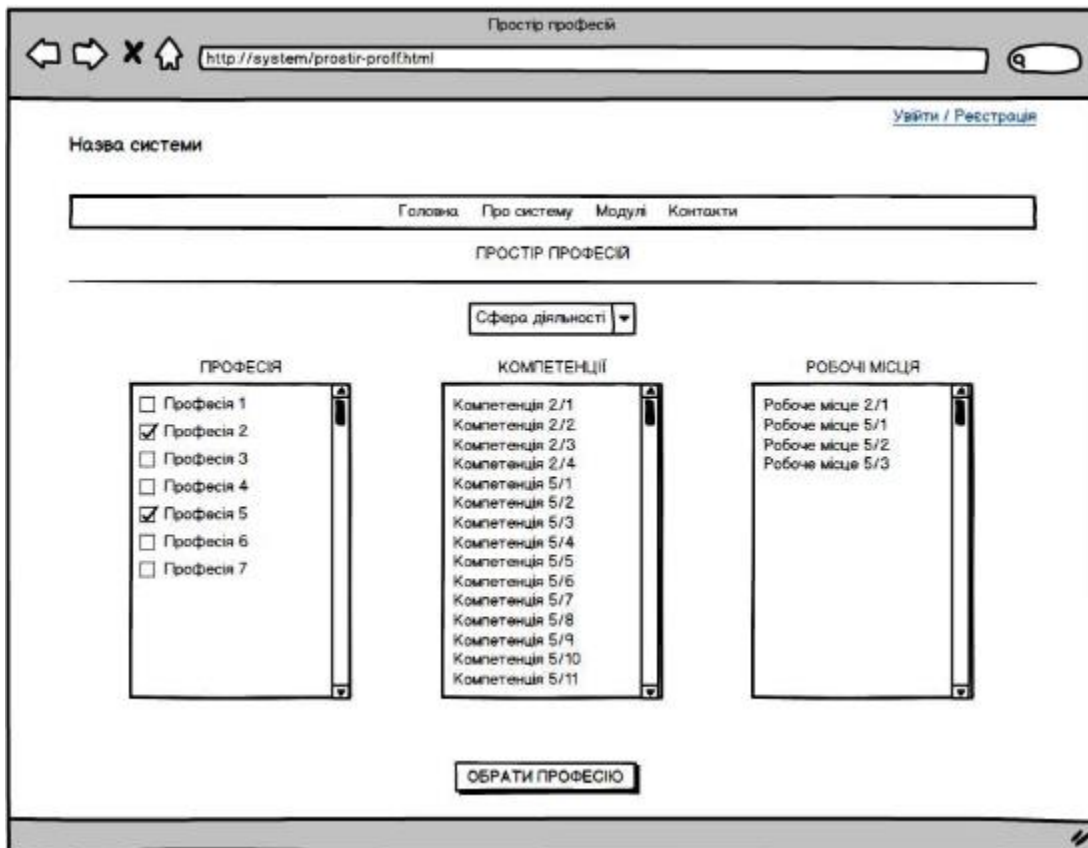 Простір професій
http://system/prostir-proff.html
Увійти / Реєстрація
Назва системи
Головна Про систему Модулі Контакти
ПРОСТІР ПРОФЕСІЙ
Сфера діяльності
ПРОФЕСІЯ
Професія 1
Професія 2
Професія 3
Професія 4
Професія 5
Професія 6
Професія 7
КОМПЕТЕНЦІЇ
Компетенція 2/1
Компетенція 2/2
Компетенція 2/3
Компетенція 2/4
Компетенція 5/1
Компетенція 5/2
Компетенція 5/3
Компетенція 5/4
Компетенція 5/5
Компетенція 5/6
Компетенція 5/7
Компетенція 5/8
Компетенція 5/9
Компетенція 5/10
Компетенція 5/11
РОБОЧІ МІСЦЯ
Робоче місце 2/1
Робоче місце 5/1
Робоче місце 5/2
Робоче місце 5/3
ОБРАТИ ПРОФЕСІЮ